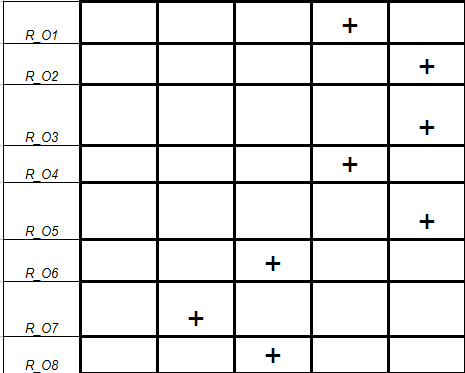 R_O1 +
R_O2 +
R_O3 +
R_O4 +
R_O5 +
R_O6 +
R_O7 +
R_O8 +